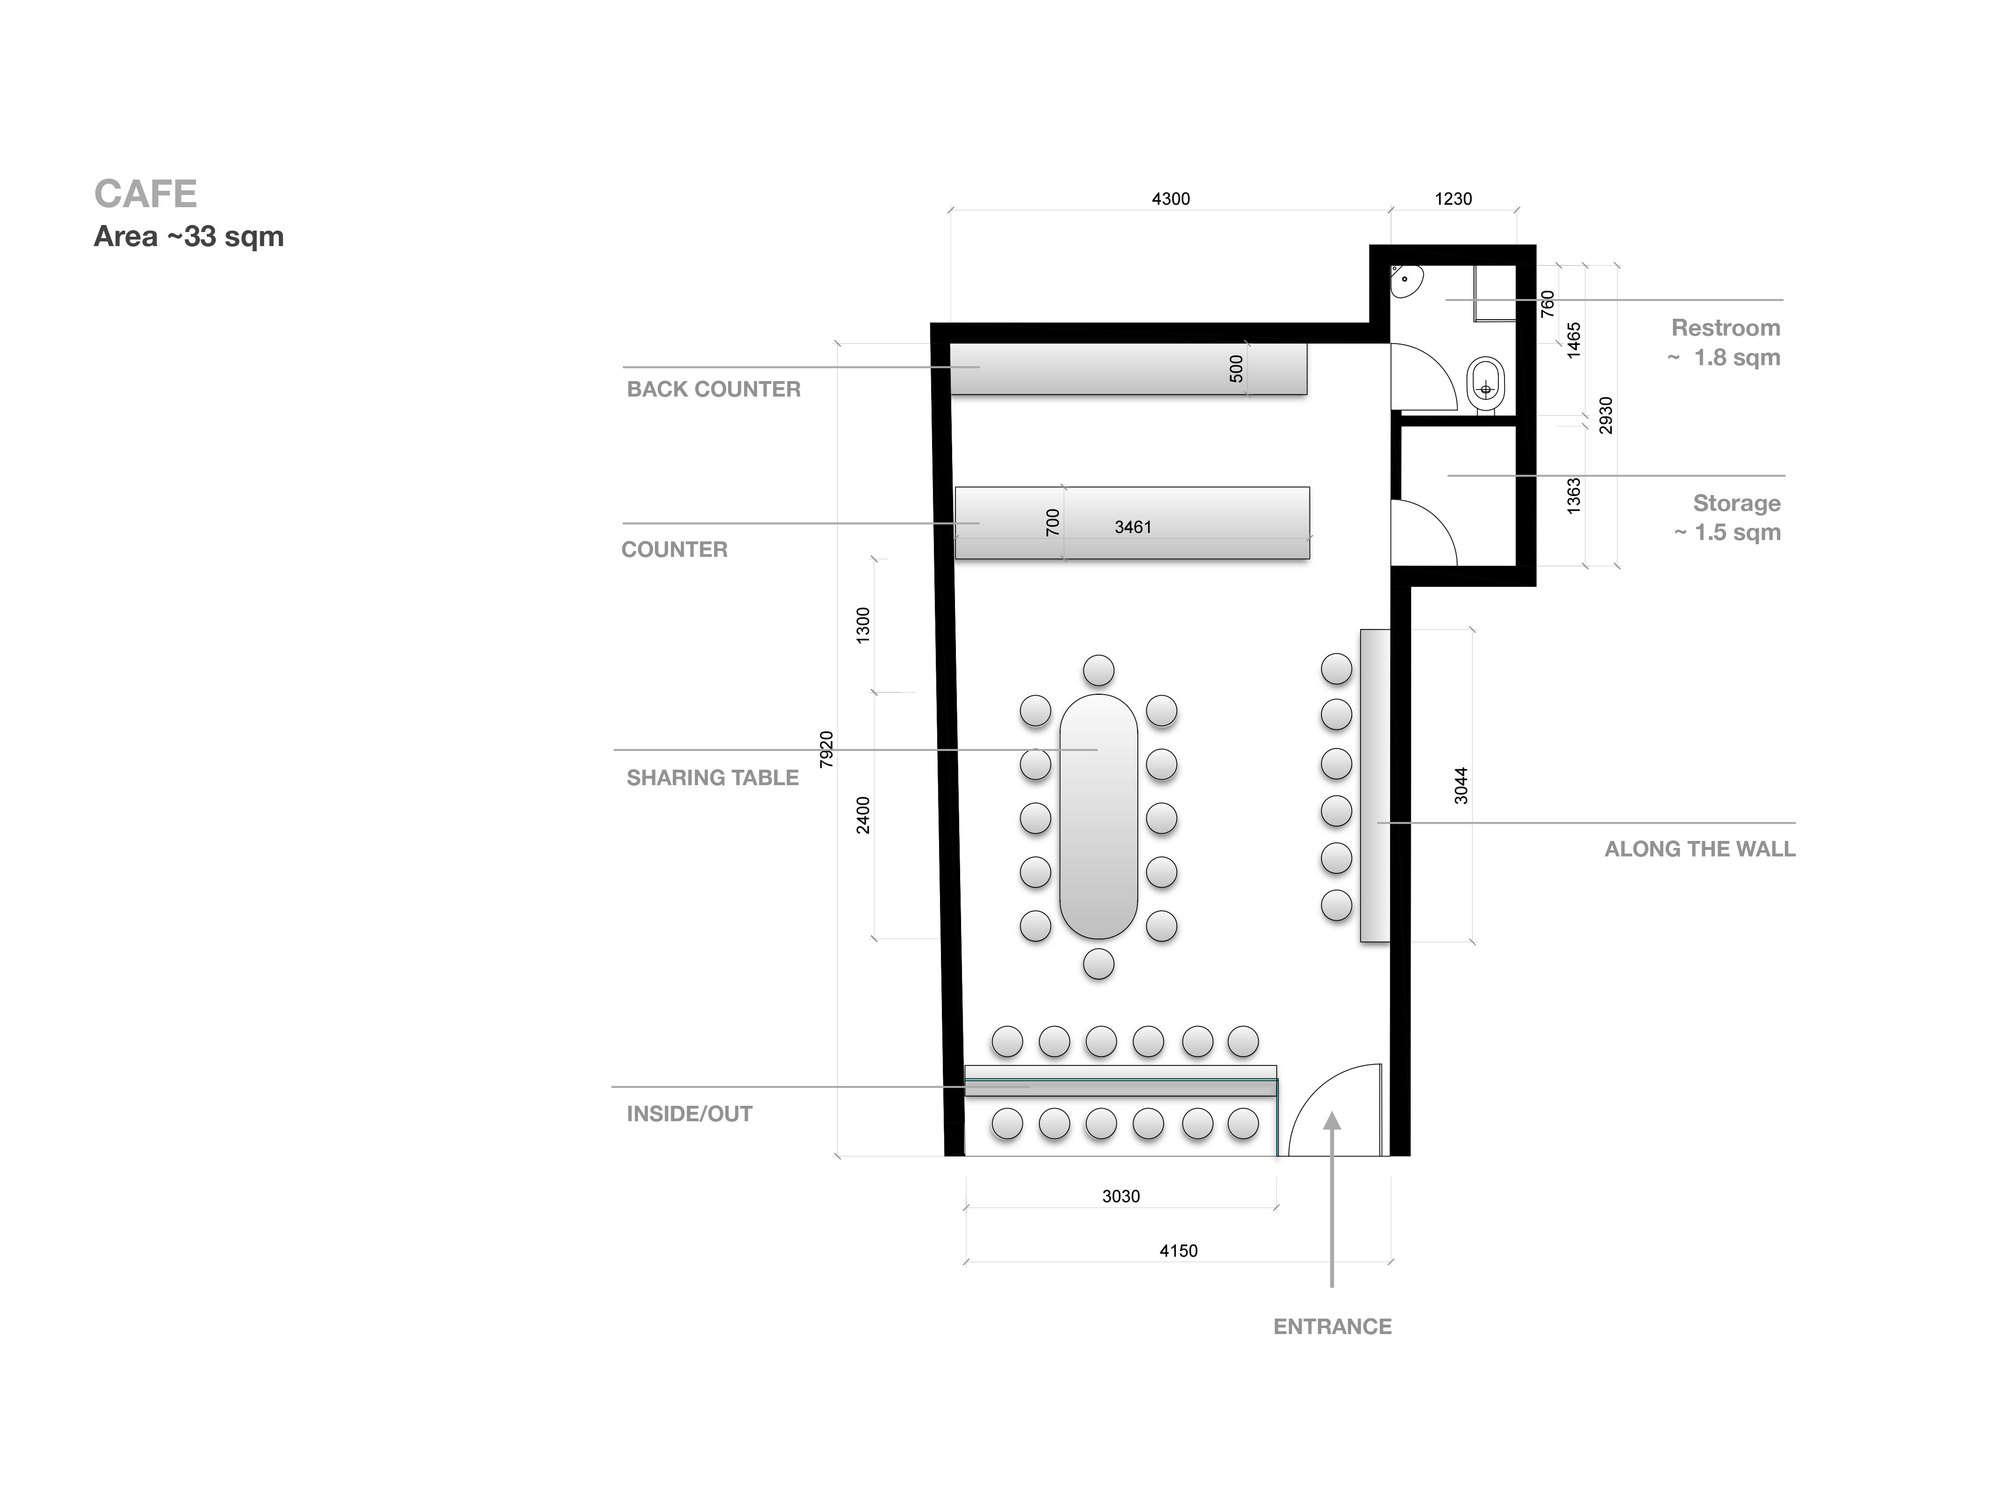 CAFE
Area ~33 sqm
4300
1230
760
1465
2930
1363
Restroom
~ 1.8 sqm
Storage
~ 1.5 sqm
BACK COUNTER
500
COUNTER
700
3461
1300
7920
2400
SHARING TABLE
3044
ALONG THE WALL
INSIDE/OUT
3030
4150
ENTRANCE